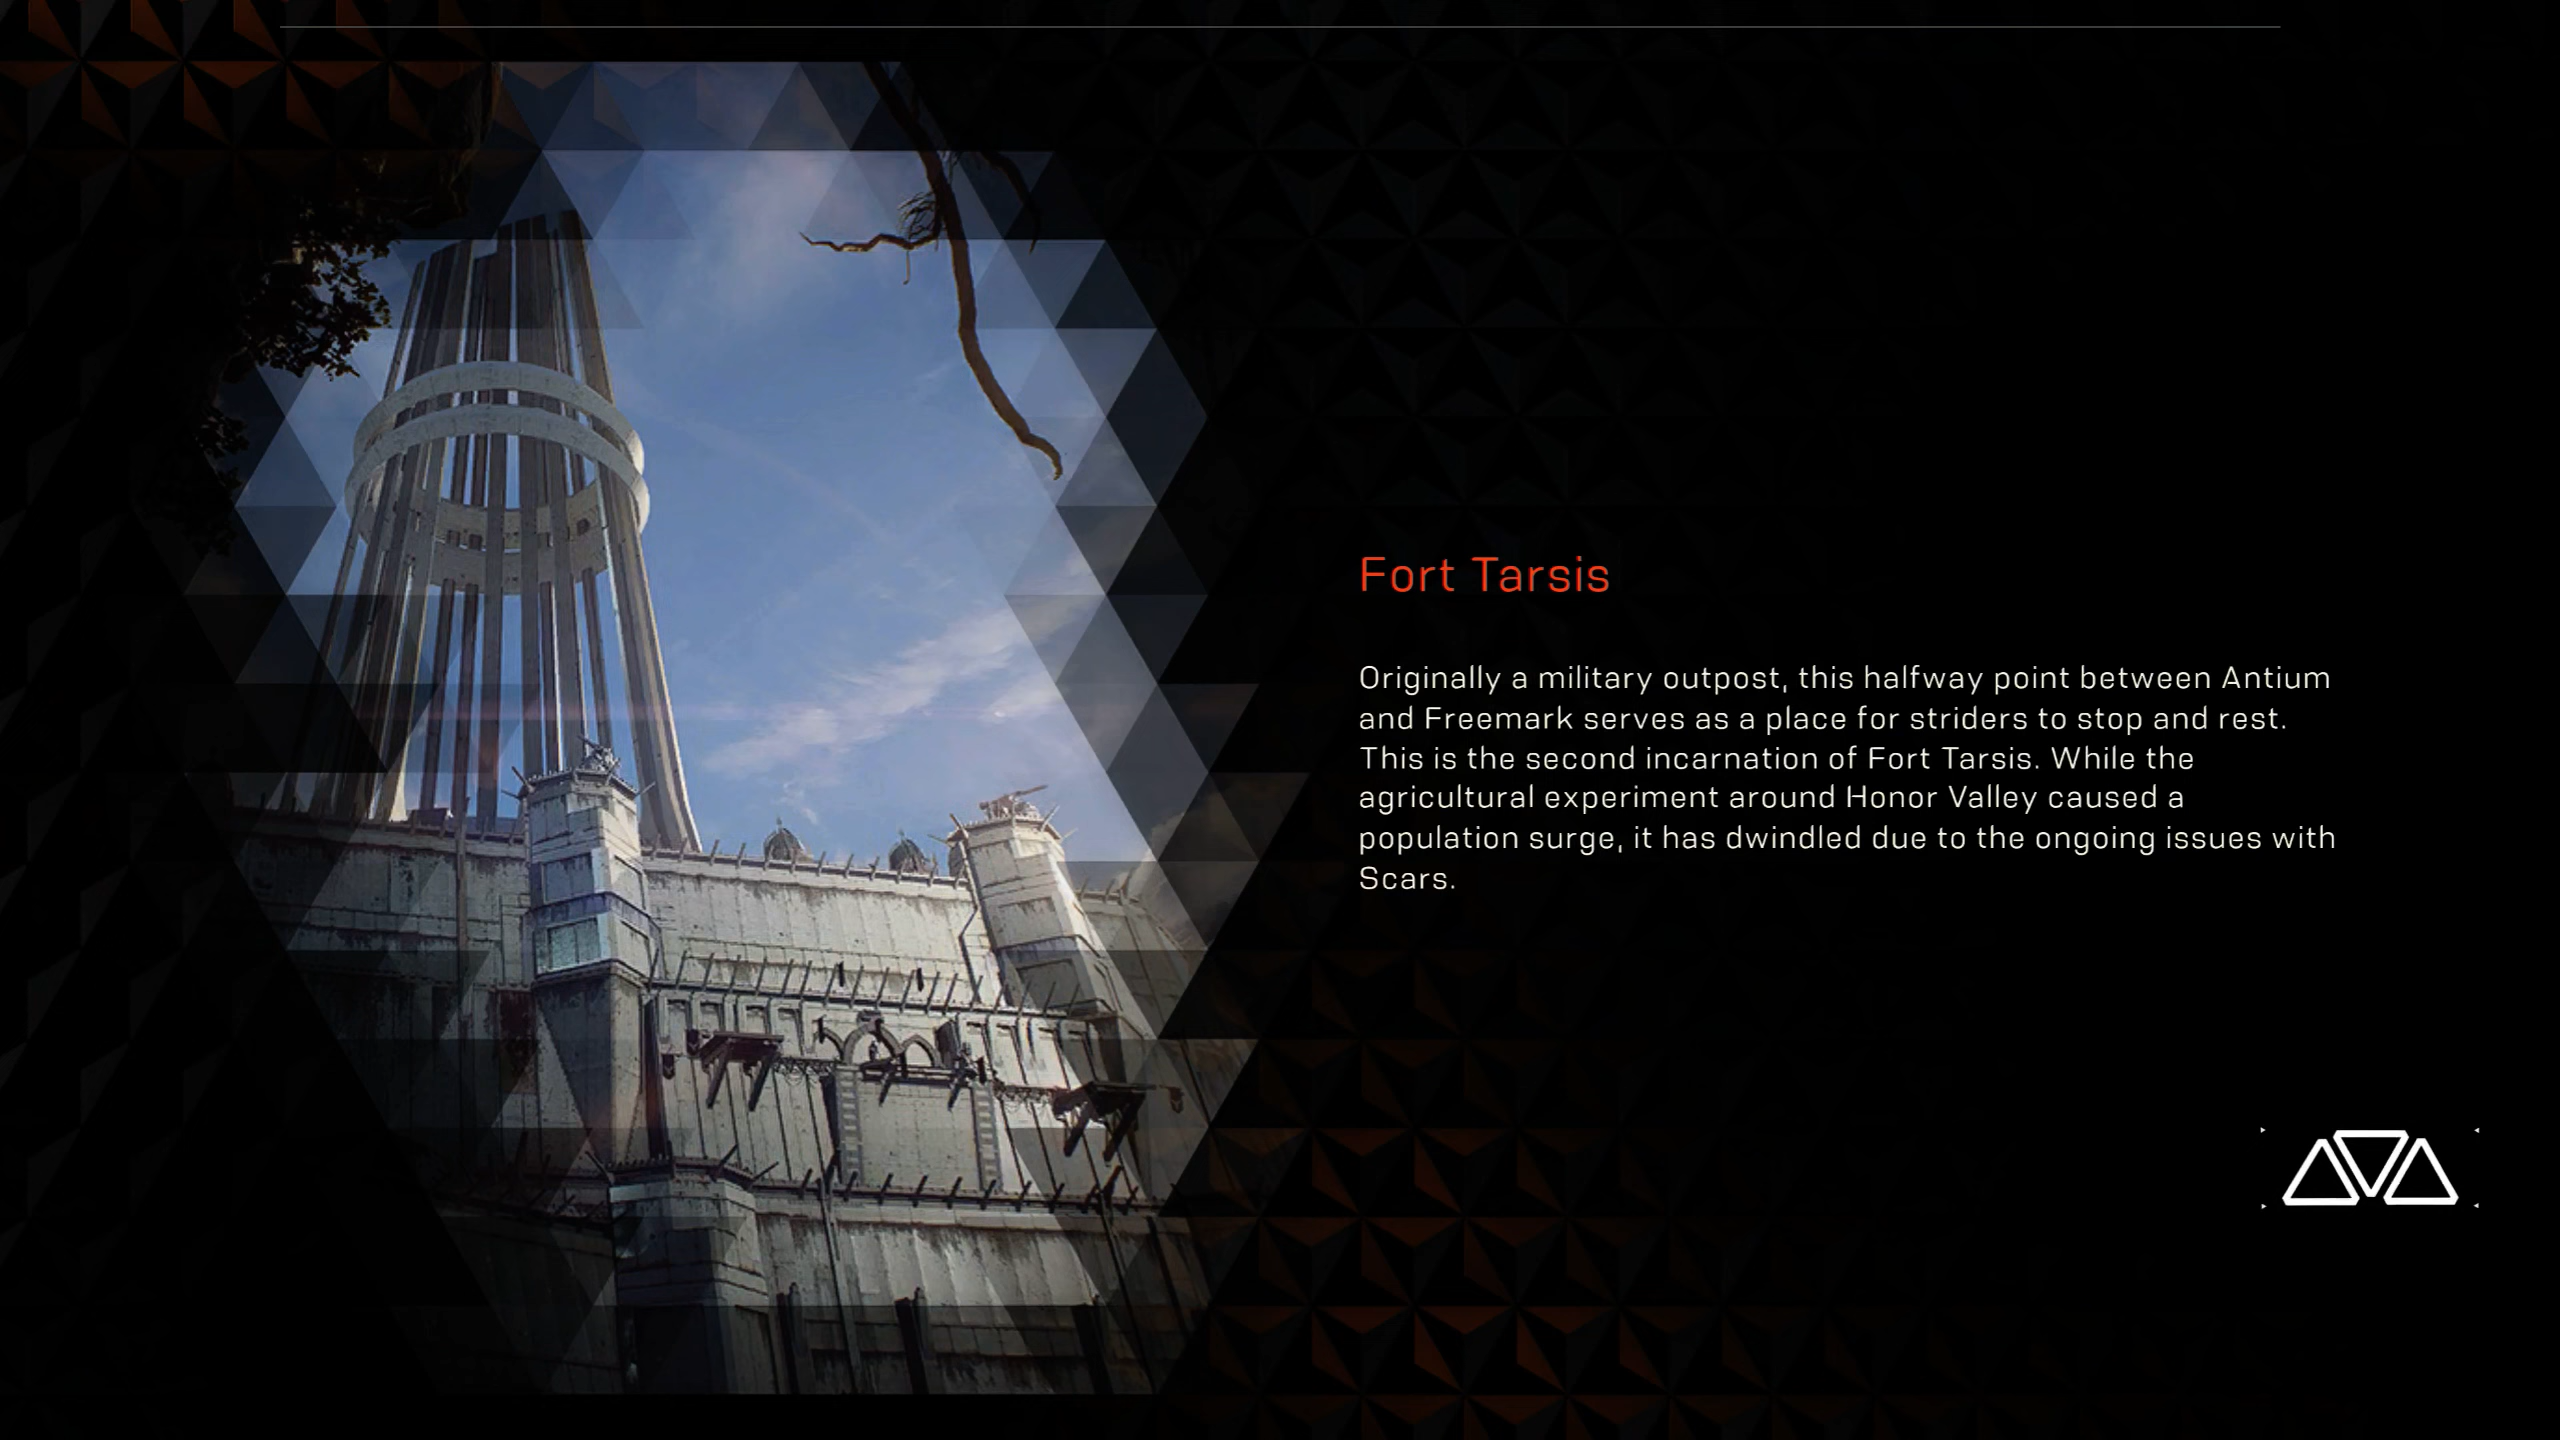 Fort Tarsis
Originally a military outpost, this halfway point between Antium
and Freemark serves as a place for striders to stop and rest.
This is the second incarnation of Fort Tarsis. While the
agricultural experiment around Honor Valley caused a
population surge, it has dwindled due to the ongoing issues with
Scars.